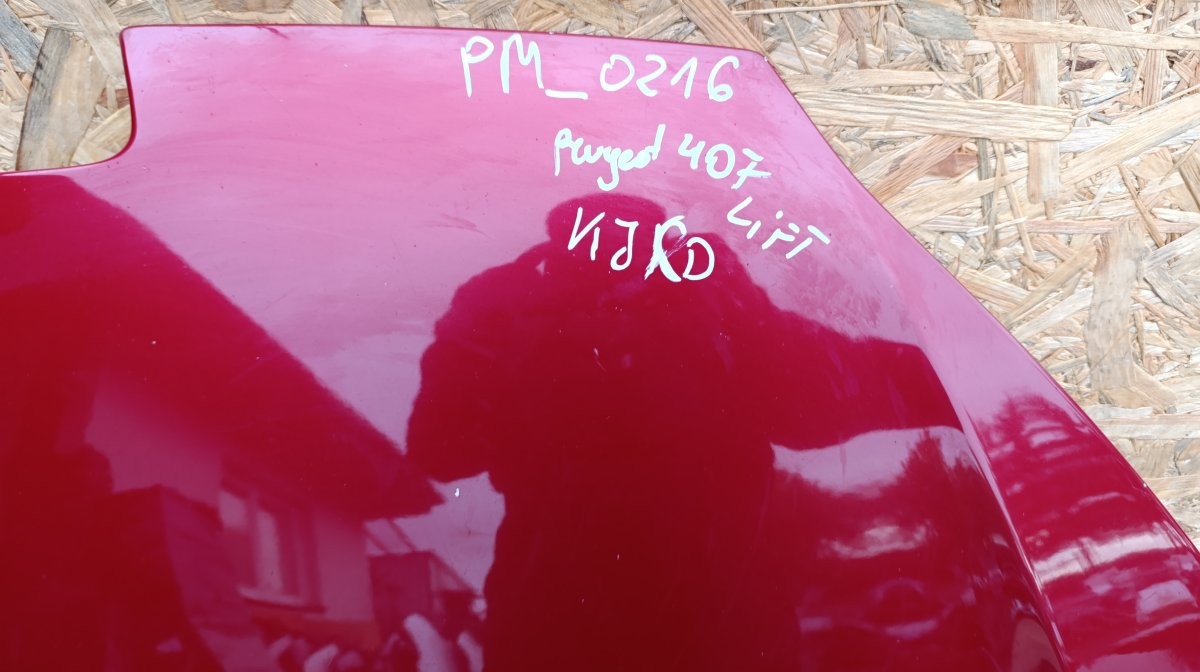 PM_0216
Peugeot 407
LiFT
KJKD